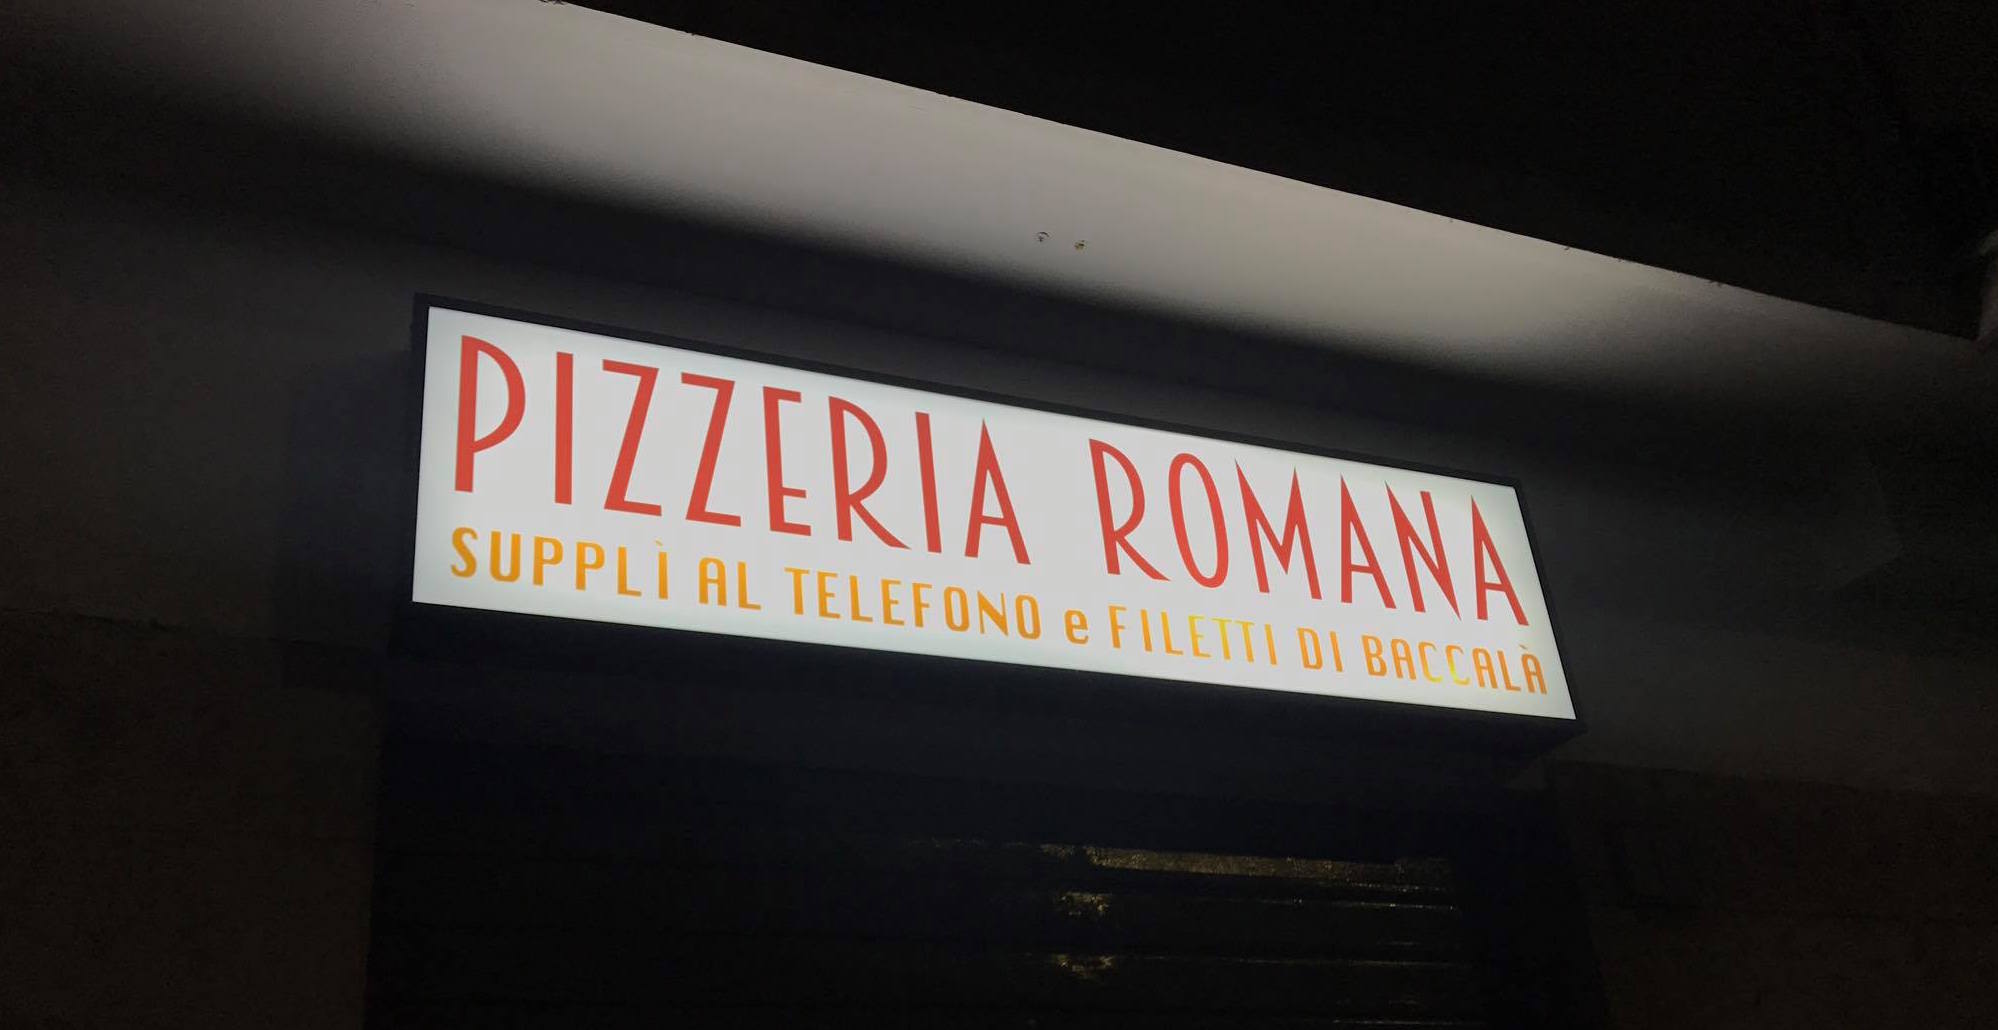 PIZZERIA ROMANA
SUPPLÌ AL TELEFONO e FILETTI DI BACCALÀ